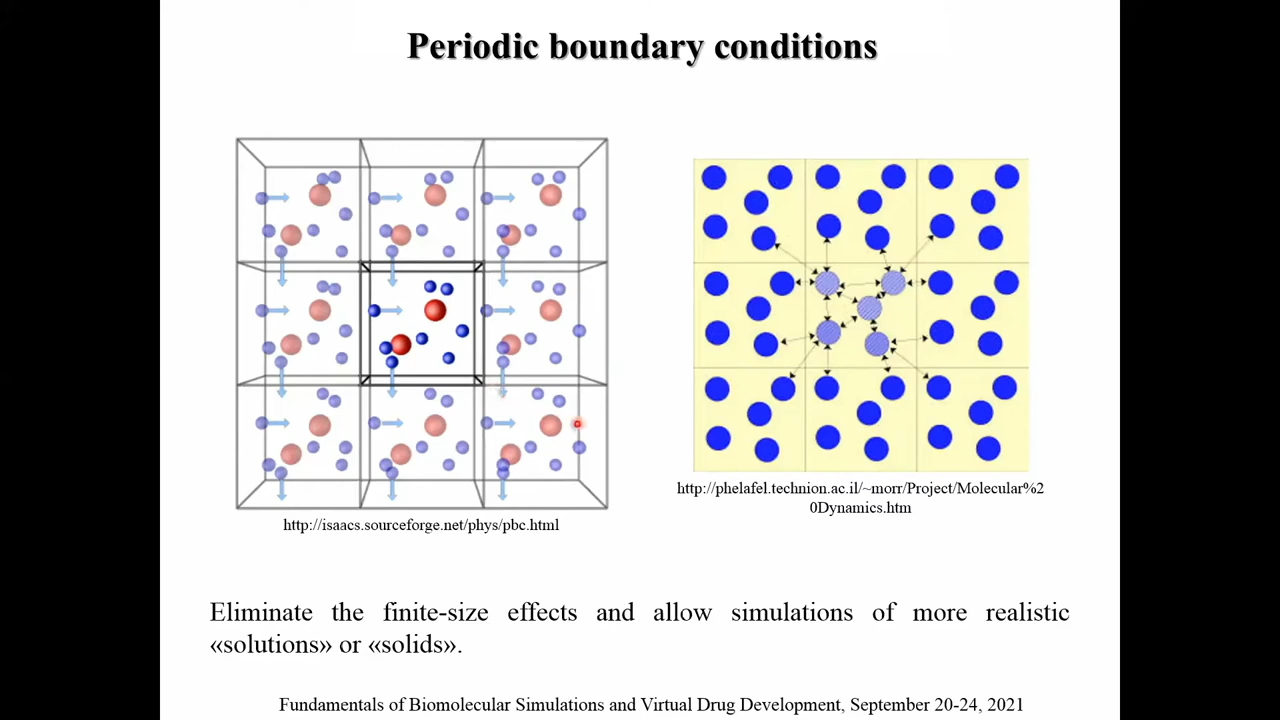 Periodic boundary conditions
http://isaacs.sourceforge.net/phys/pbc.html
http://phelafel.technion.ac.il/~morr/Project/Molecular%2
0Dynamics.htm
Eliminate the finite-size effects and allow simulations of more realistic
«solutions» or «solids».
Fundamentals of Biomolecular Simulations and Virtual Drug Development, September 20-24, 2021